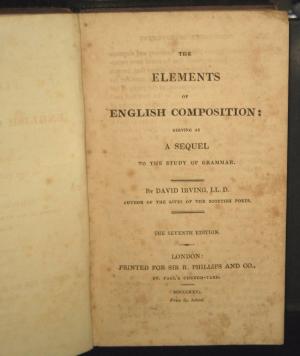 THE
ELEMENTS
OF
ENGLISH COMPOSITION:
SERVING AS
A SEQUEL
TO THE STUDY OF GRAMMAR.
BY DAVID IRVING, LL. D.
AUTHOR OF THE LIVES OF THE SCOTTISH POETS.
THE SEVENTH EDITION.
LONDON:
PRINTED FOR SIR R. PHILLIPS AND CO.,
ST. PAUL'S CHURCH-YARD.